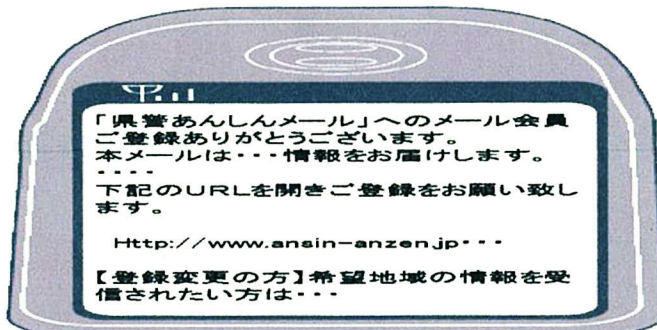 「県警あんしんメール」へのメール会員
ご登録ありがとうございます。
本メールは・・・情報をお届けします。
・・・・
下記のURLを開きご登録をお願い致し
ます。
Http://www.ansin-anzen.jp・・・
【登録変更の方】希望地域の情報を受
信されたい方は・・・